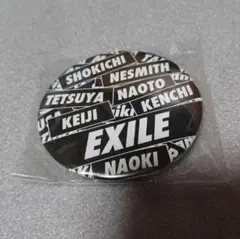 SHOKICHI
NESMITH
TETSUYA
NAOTO
KEIJI
KENCHI
EXILE
NAOKI